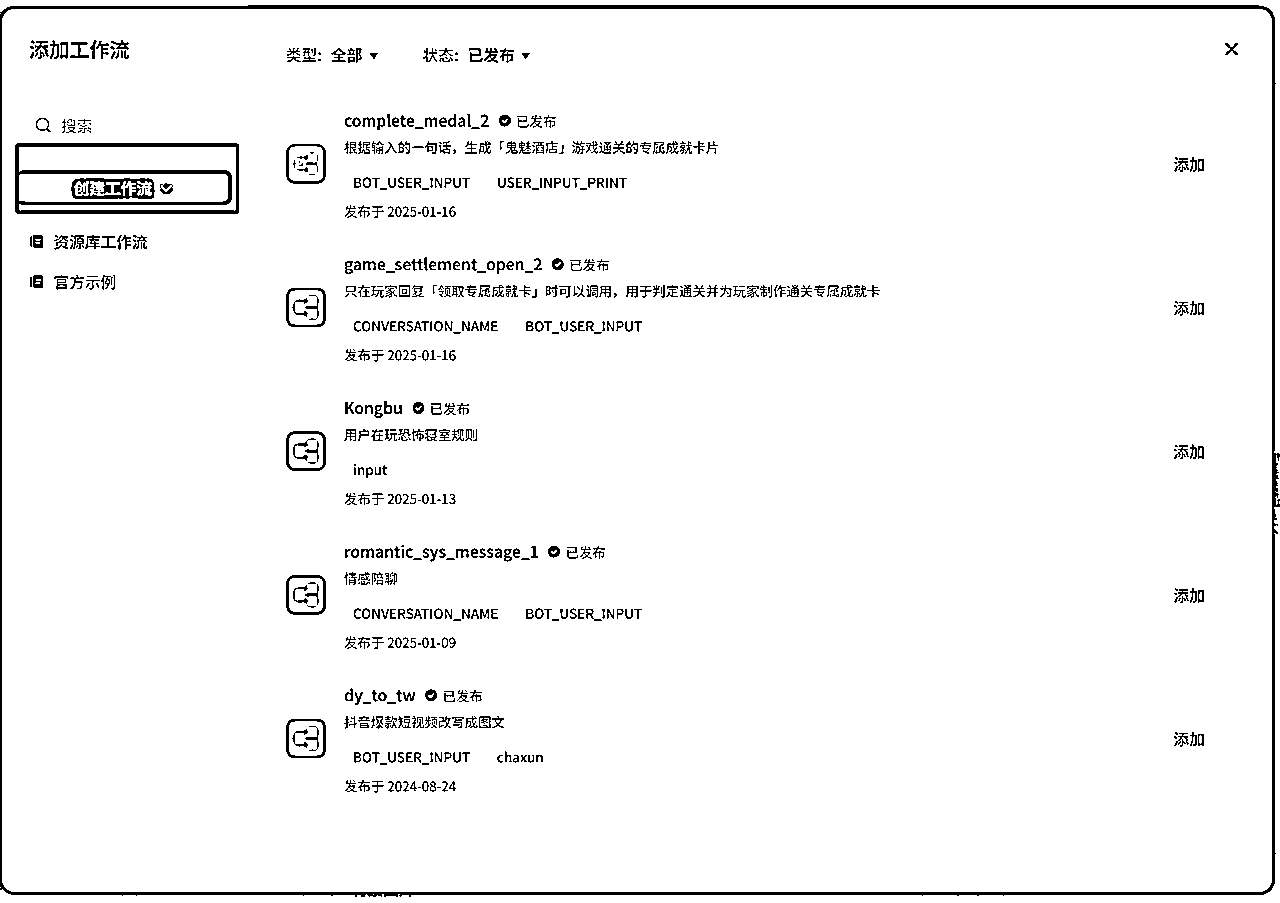 添加工作流
类型: 全部
状态: 已发布
搜索
创建工作流
资源库工作流
官方示例
complete_medal_2 已发布
根据输入的一句话，生成「鬼魅酒店」游戏通关的专属成就卡片
BOT_USER_INPUT USER_INPUT_PRINT
发布于 2025-01-16
添加
game_settlement_open_2 已发布
只在玩家回复「领取专属成就卡」时可以调用，用于判定通关并为玩家制作通关专属成就卡
CONVERSATION_NAME BOT_USER_INPUT
发布于 2025-01-16
添加
Kongbu 已发布
用户在玩恐怖寝室规则
input
发布于 2025-01-13
添加
romantic_sys_message_1 已发布
情感陪聊
CONVERSATION_NAME BOT_USER_INPUT
发布于 2025-01-09
添加
dy_to_tw 已发布
抖音爆款短视频改写成图文
BOT_USER_INPUT chaxun
发布于 2024-08-24
添加